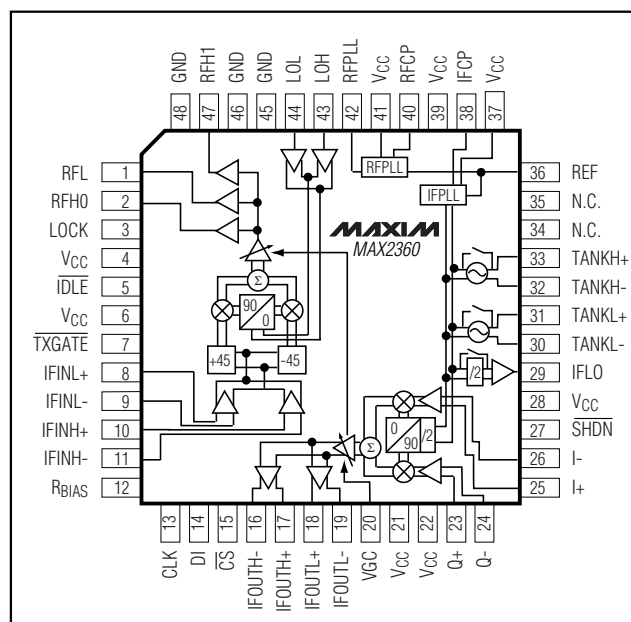 GND
RFH1
GND
GND
LOL
LOH
RFPLL
VCC
RFCP
VCC
IFCP
VCC
48
47
46
45
44
43
42
41
40
39
38
37
RFL 1
RFH0 2
LOCK 3
VCC 4
IDLE 5
VCC 6
TXGATE 7
IFINL+ 8
IFINL- 9
IFINH+ 10
IFINH- 11
RBIAS 12
RFPLL
IFPLL
MAXIM
MAX2360
Σ
90
0
+45
-45
/2
Σ
0
90
/2
36 REF
35 N.C.
34 N.C.
33 TANKH+
32 TANKH-
31 TANKL+
30 TANKL-
29 IFLO
28 VCC
27 SHDN
26 I-
25 I+
13
14
15
16
17
18
19
20
21
22
23
24
CLK
DI
CS
IFOUTH-
IFOUTH+
IFOUTL+
IFOUTL-
VGC
VCC
VCC
Q+
Q-